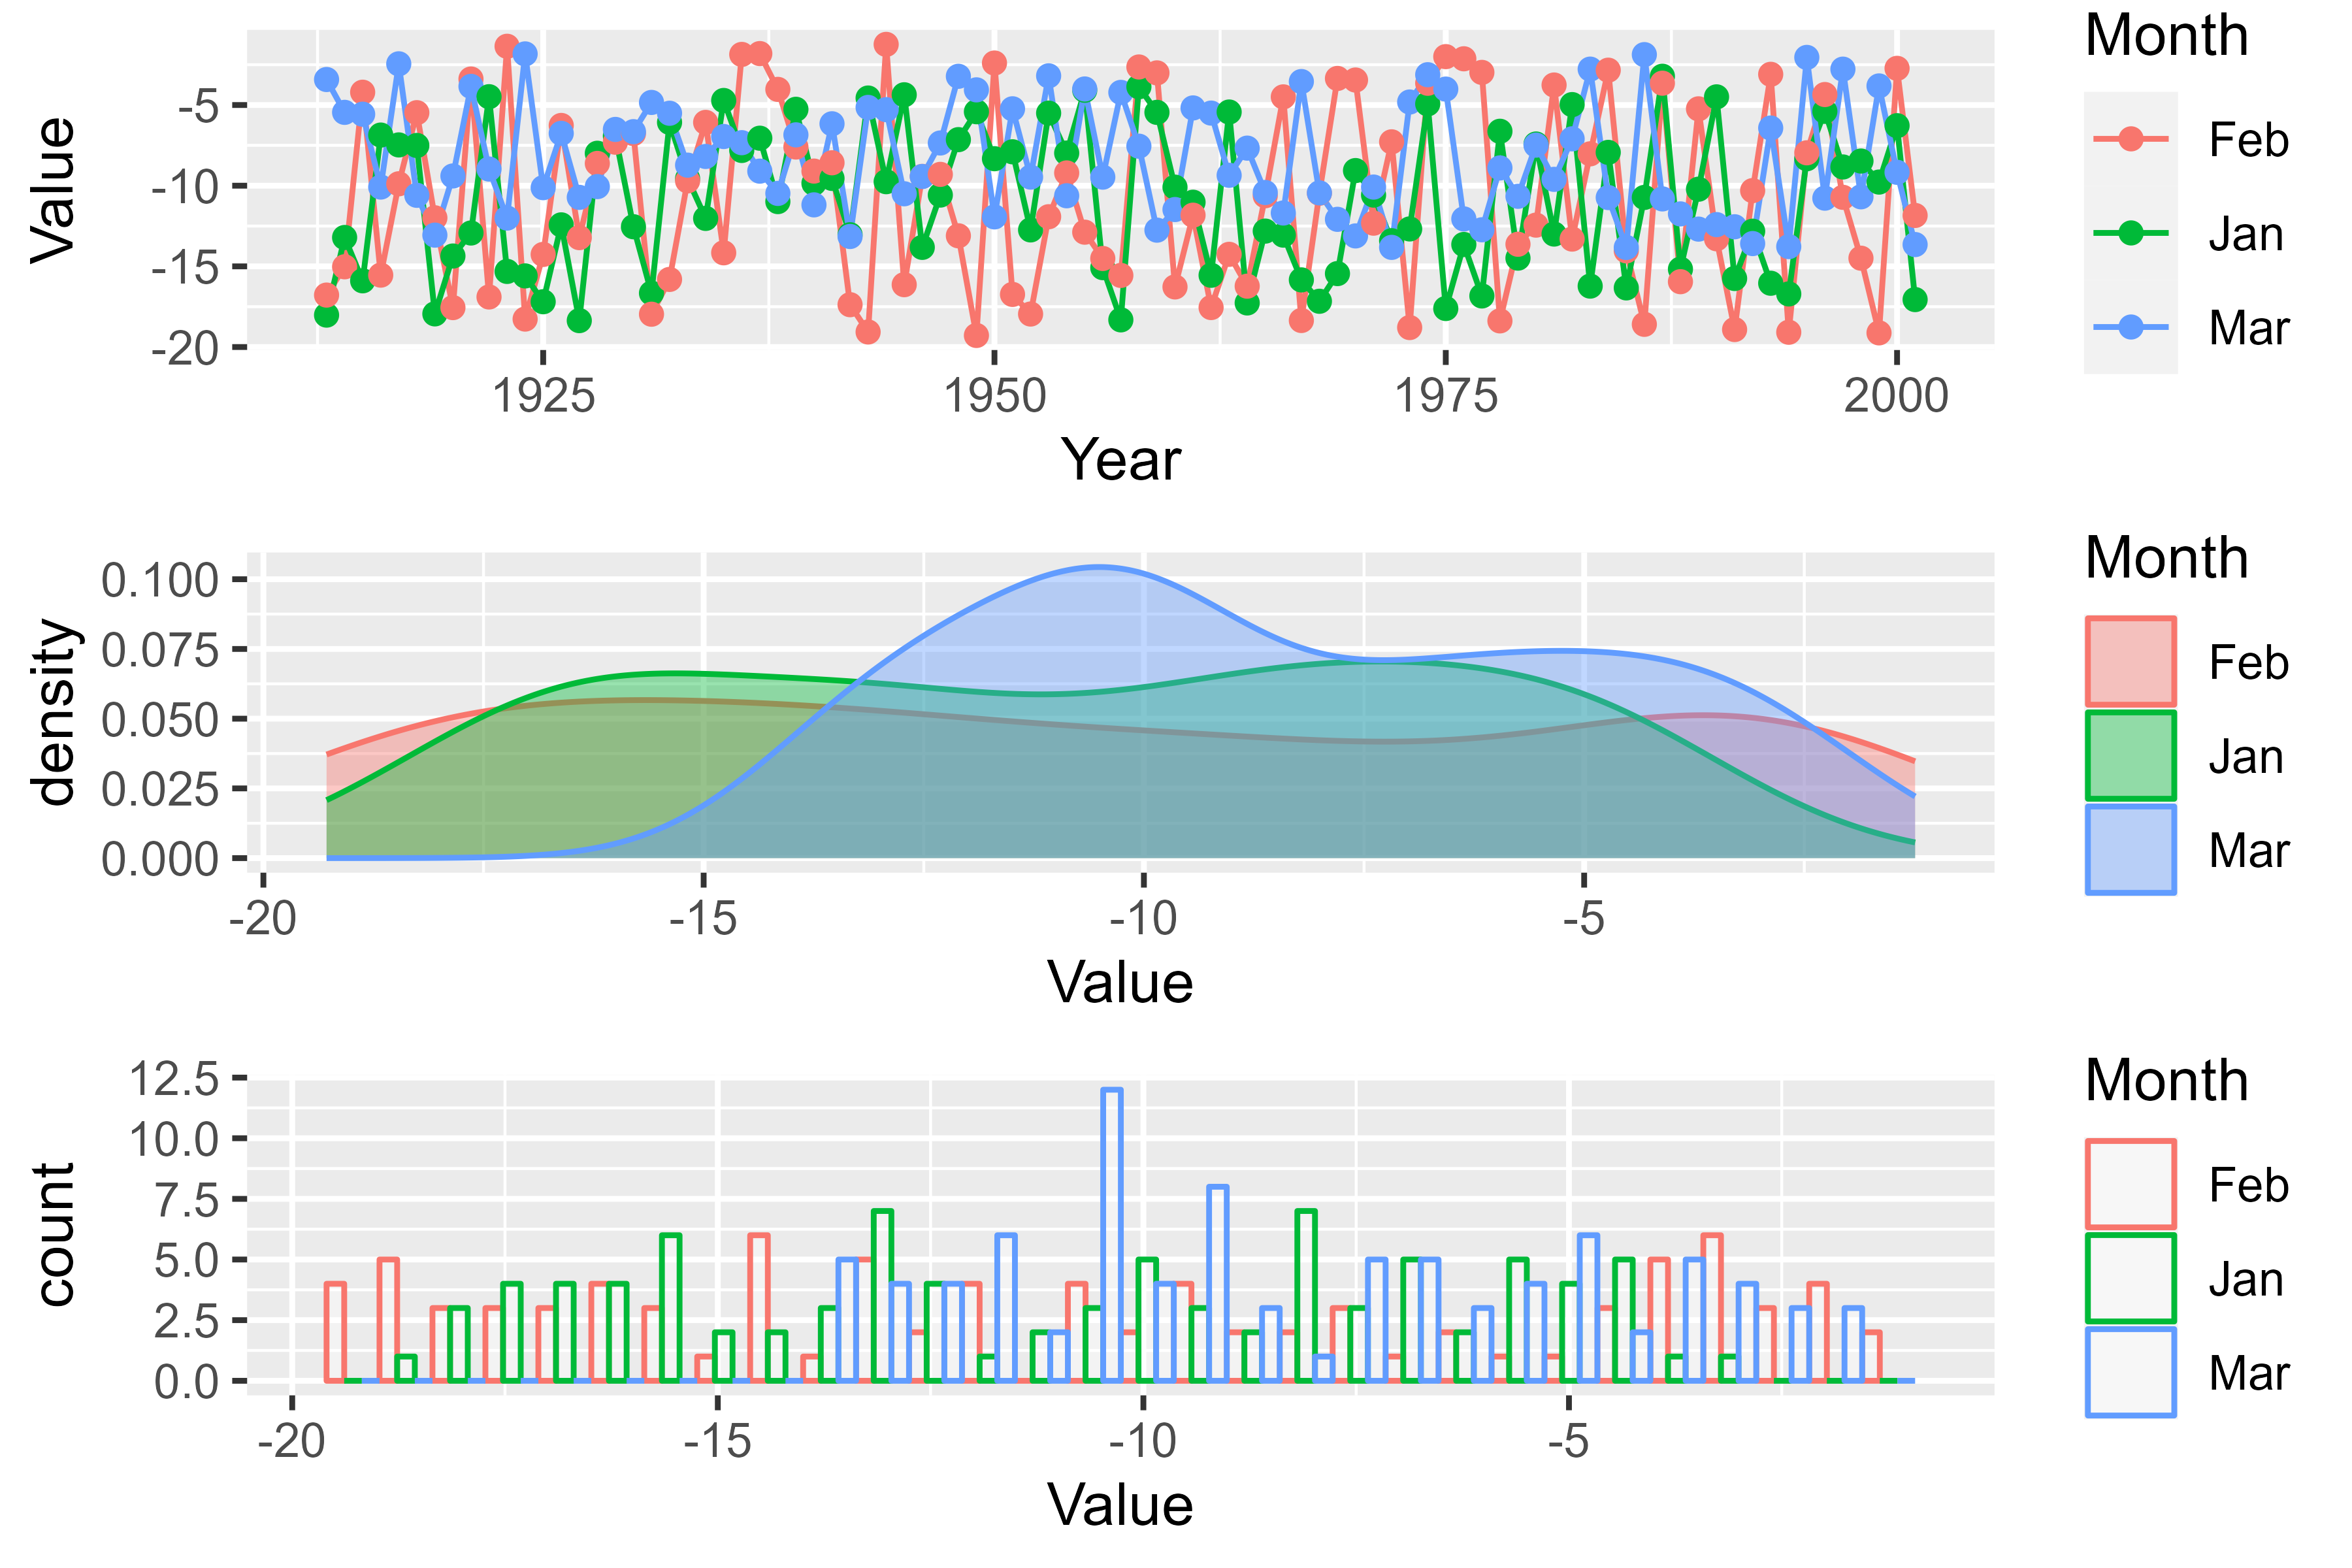 Value
-5
-10
-15
-20
1925 1950 1975 2000
Year
Month
Feb
Jan
Mar
density
0.100
0.075
0.050
0.025
0.000
-20 -15 -10 -5
Value
Month
Feb
Jan
Mar
count
12.5
10.0
7.5
5.0
2.5
0.0
-20 -15 -10 -5
Value
Month
Feb
Jan
Mar